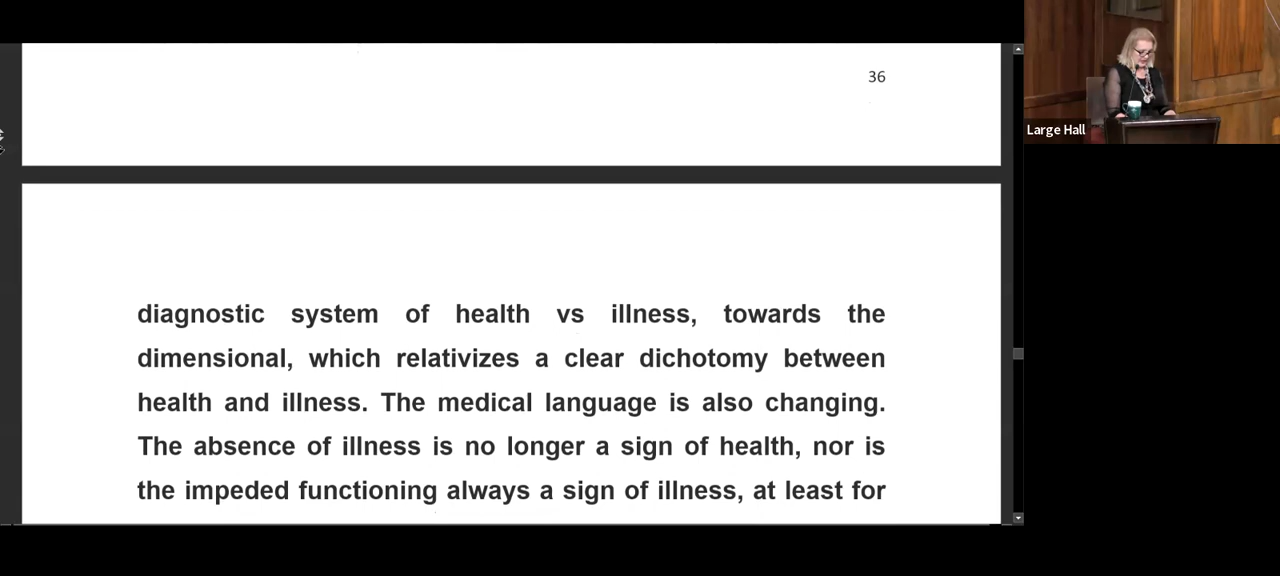 36
Large Hall
diagnostic system of health vs illness, towards the
dimensional, which relativizes a clear dichotomy between
health and illness. The medical language is also changing.
The absence of illness is no longer a sign of health, nor is
the impeded functioning always a sign of illness, at least for